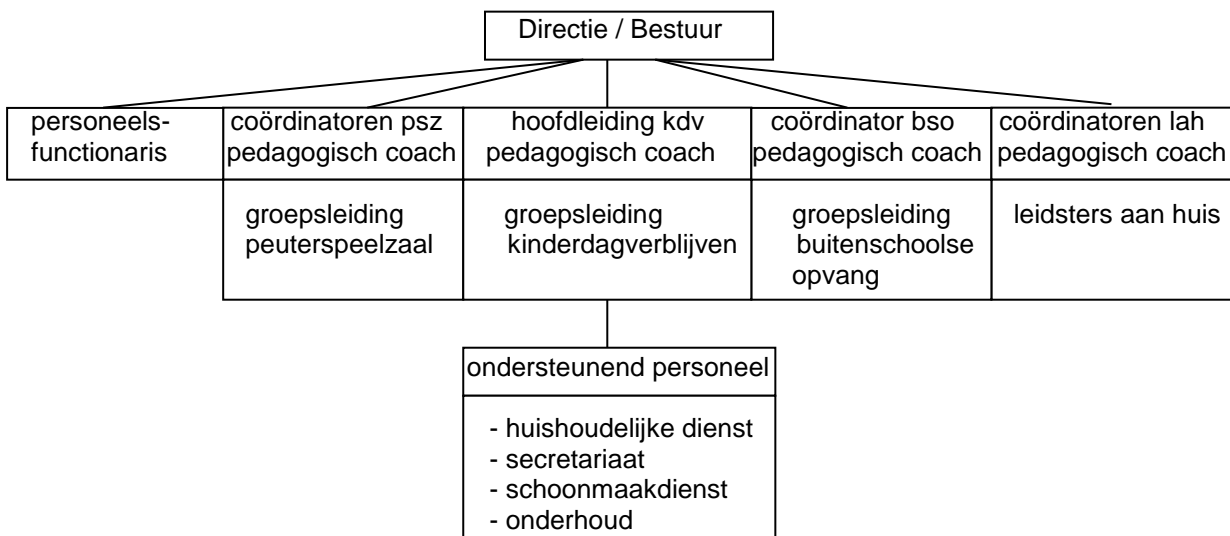 Directie / Bestuur
personeels-
functionaris
coördinatoren psz
pedagogisch coach
hoofdleiding kdv
pedagogisch coach
coördinator bso
pedagogisch coach
coördinatoren lah
pedagogisch coach
groepsleiding
peuterspeelzaal
groepsleiding
kinderdagverblijven
groepsleiding
buitenschoolse
opvang
leidsters aan huis
ondersteunend personeel
- huishoudelijke dienst
- secretariaat
- schoonmaakdienst
- onderhoud